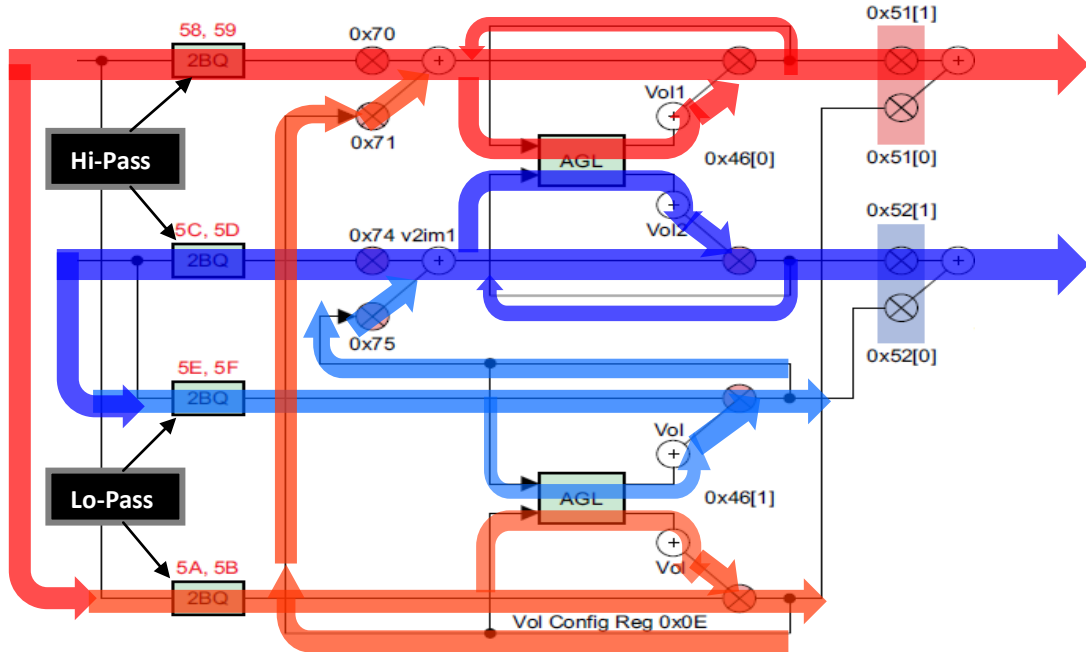 58, 59
2BQ
0x70
0x71
Hi-Pass
AGL
Vol1
0x46[0]
0x51[1]
0x51[0]
5C, 5D
2BQ
0x74 v2im1
0x75
Vol2
0x52[1]
0x52[0]
5E, 5F
2BQ
Lo-Pass
AGL
Vol
0x46[1]
5A, 5B
2BQ
Vol
Vol Config Reg 0x0E